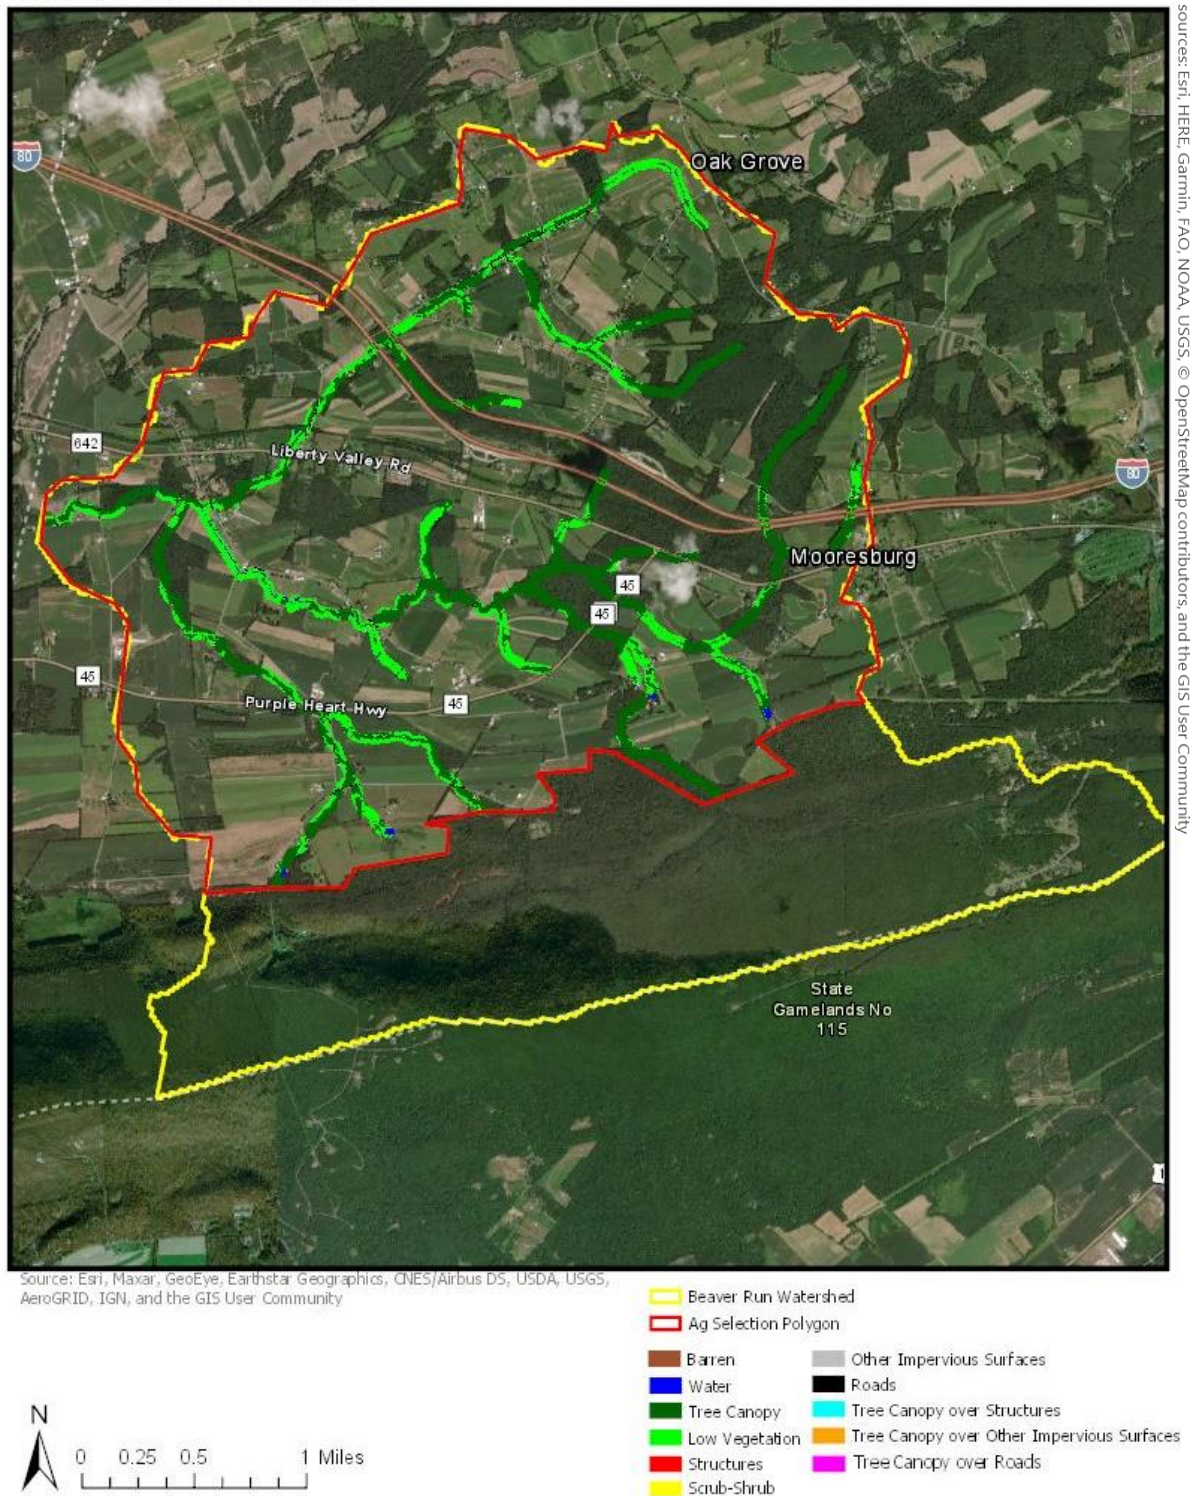 sources: Esri, HERE, Garmin, FAO, NOAA, USGS, © OpenStreetMap contributors, and the GIS User Community
80
Oak Grove
642
Liberty Valley Rd
80
Mooresburg
45
45
45
Purple Heart Hwy
45
State
Gamelands No
115
Source: Esri, Maxar, GeoEye, Earthstar Geographics, CNES/Airbus DS, USDA, USGS,
AeroGRID, IGN, and the GIS User Community
Beaver Run Watershed
Ag Selection Polygon
Barren
Water
Tree Canopy
Low Vegetation
Structures
Scrub-Shrub
Other Impervious Surfaces
Roads
Tree Canopy over Structures
Tree Canopy over Other Impervious Surfaces
Tree Canopy over Roads
N
0 0.25 0.5 1 Miles